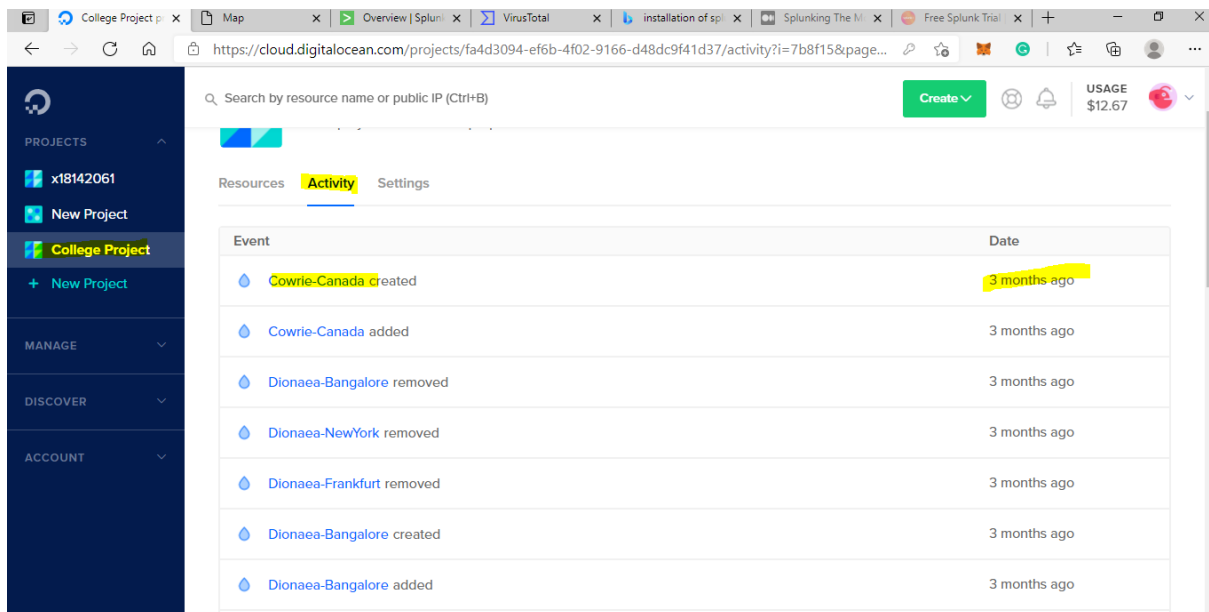 College Project pr
Map
Overview | Splunk
VirusTotal
installation of spl
Splunking The Mi
Free Splunk Trial
https://cloud.digitalocean.com/projects/fa4d3094-ef6b-4f02-9166-d48dc9f41d37/activity?i=7b8f15&page...
Search by resource name or public IP (Ctrl+B)
Create
USAGE
$12.67
PROJECTS
x18142061
New Project
College Project
+ New Project
MANAGE
DISCOVER
ACCOUNT
Resources Activity Settings
Event Date
Cowrie-Canada created 3 months ago
Cowrie-Canada added 3 months ago
Dionaea-Bangalore removed 3 months ago
Dionaea-NewYork removed 3 months ago
Dionaea-Frankfurt removed 3 months ago
Dionaea-Bangalore created 3 months ago
Dionaea-Bangalore added 3 months ago